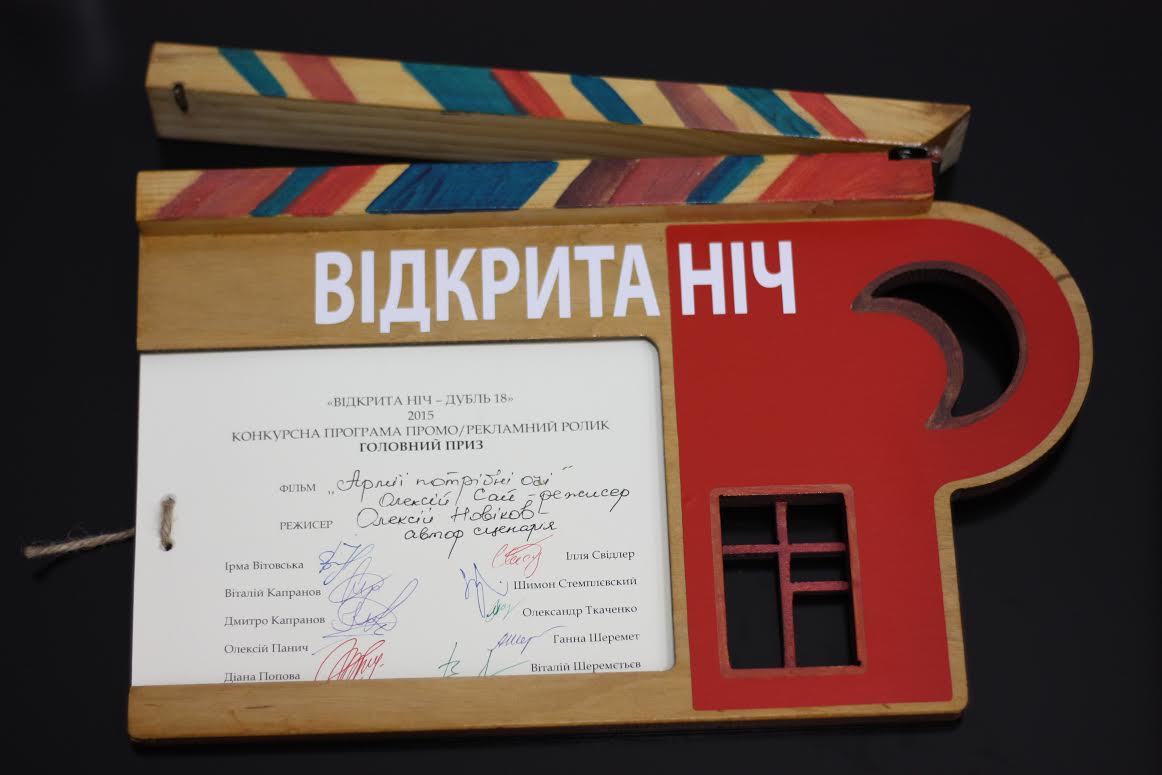 ВІДКРИТА НІЧ
«ВІДКРИТА НІЧ – ДУБЛЬ 18»
2015
КОНКУРСНА ПРОГРАМА ПРОМО/РЕКЛАМНИЙ РОЛИК
ГОЛОВНИЙ ПРИЗ
ФІЛЬМ „Армії потрібні всі"
Олексій Сай – режисер
РЕЖИСЕР Олексій Новіков –
автор сценарія
Ірма Вітовська
Ілля Свідлер
Віталій Капранов
Шимон Стемплєвский
Дмитро Капранов
Олександр Ткаченко
Олексій Панич
Ганна Шеремет
Діана Попова
Віталій Шеремєтьєв